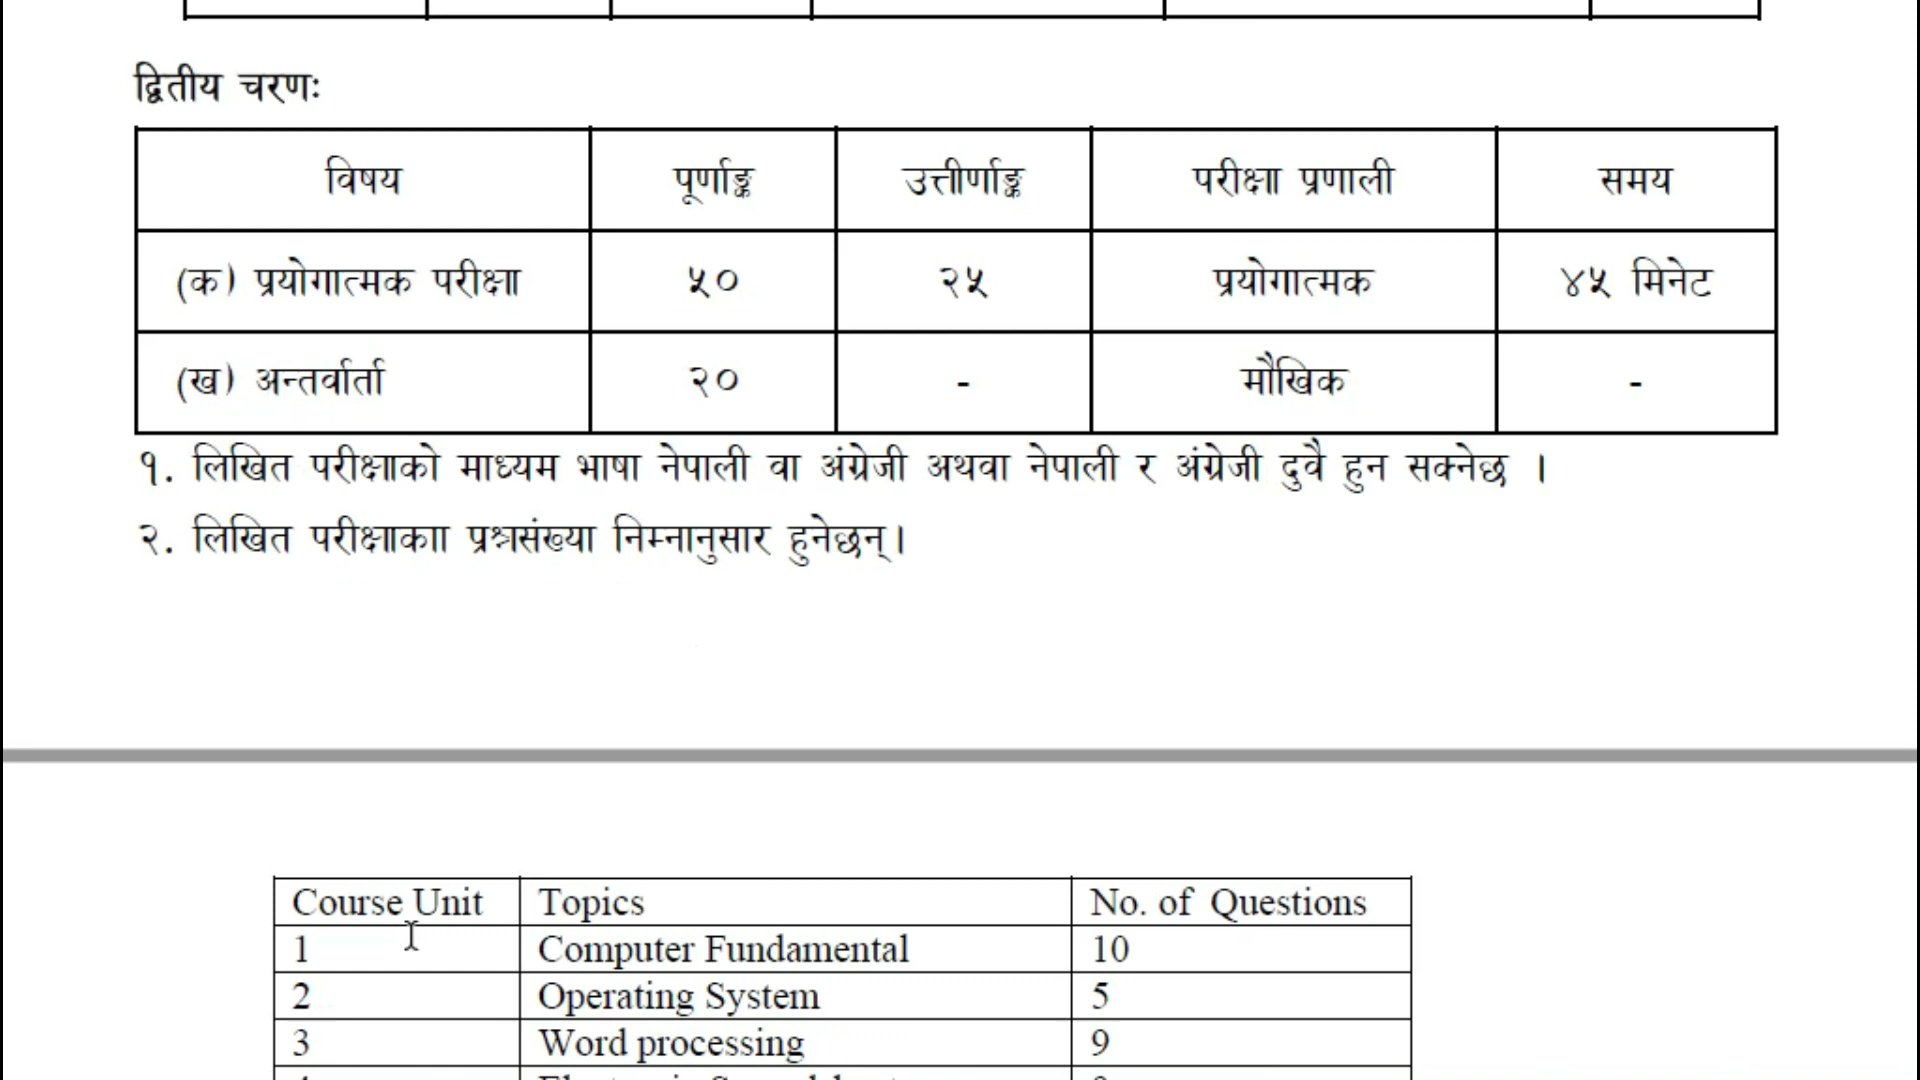 द्वितीय चरणः
विषय पूर्णाङ्क उत्तीर्णाङ्क परीक्षा प्रणाली समय
(क) प्रयोगात्मक परीक्षा ५० २५ प्रयोगात्मक ४५ मिनेट
(ख) अन्तर्वार्ता २० - मौखिक -
१. लिखित परीक्षाको माध्यम भाषा नेपाली वा अंग्रेजी अथवा नेपाली र अंग्रेजी दुवै हुन सक्नेछ ।
२. लिखित परीक्षाकाा प्रश्नसंख्या निम्नानुसार हुनेछन्।
Course Unit Topics No. of Questions
1 Computer Fundamental 10
2 Operating System 5
3 Word processing 9